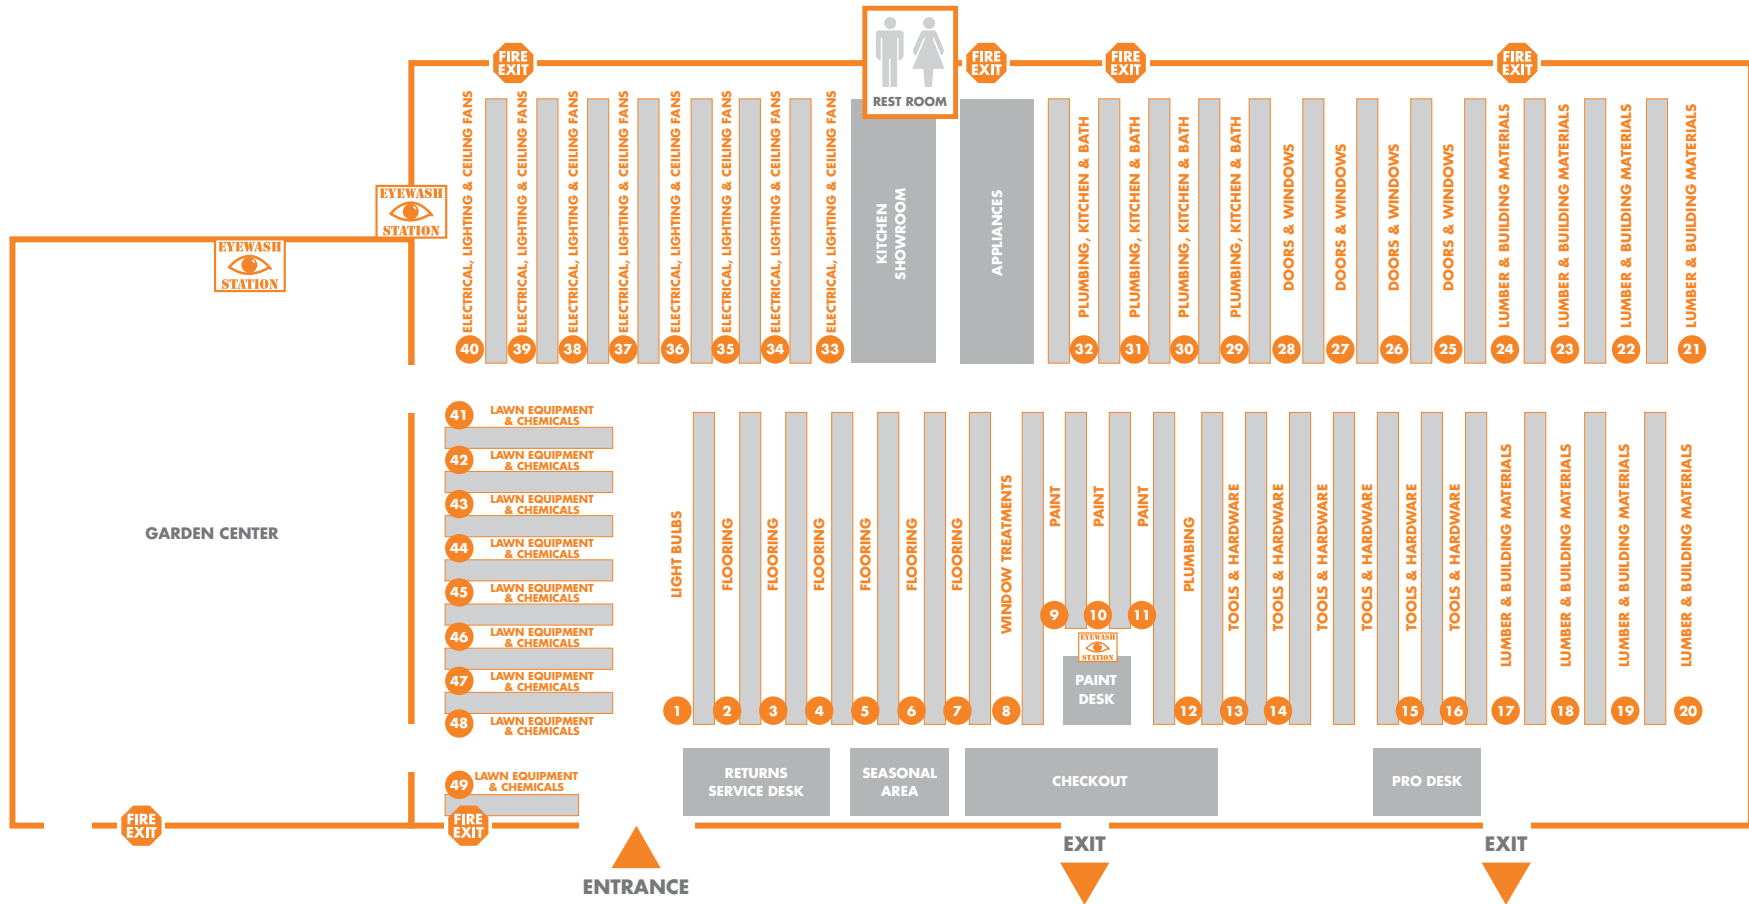 REST ROOM
FIRE
EXIT
FIRE
EXIT
FIRE
EXIT
FIRE
EXIT
EYEWASH
STATION
EYEWASH
STATION
ELECTRICAL, LIGHTING & CEILING FANS
40
ELECTRICAL, LIGHTING & CEILING FANS
39
ELECTRICAL, LIGHTING & CEILING FANS
38
ELECTRICAL, LIGHTING & CEILING FANS
37
ELECTRICAL, LIGHTING & CEILING FANS
36
ELECTRICAL, LIGHTING & CEILING FANS
35
ELECTRICAL, LIGHTING & CEILING FANS
34
ELECTRICAL, LIGHTING & CEILING FANS
33
KITCHEN
SHOWROOM
APPLIANCES
PLUMBING, KITCHEN & BATH
32
PLUMBING, KITCHEN & BATH
31
PLUMBING, KITCHEN & BATH
30
PLUMBING, KITCHEN & BATH
29
DOORS & WINDOWS
28
DOORS & WINDOWS
27
DOORS & WINDOWS
26
DOORS & WINDOWS
25
LUMBER & BUILDING MATERIALS
24
LUMBER & BUILDING MATERIALS
23
LUMBER & BUILDING MATERIALS
22
LUMBER & BUILDING MATERIALS
21
GARDEN CENTER
41 LAWN EQUIPMENT
& CHEMICALS
42 LAWN EQUIPMENT
& CHEMICALS
43 LAWN EQUIPMENT
& CHEMICALS
44 LAWN EQUIPMENT
& CHEMICALS
45 LAWN EQUIPMENT
& CHEMICALS
46 LAWN EQUIPMENT
& CHEMICALS
47 LAWN EQUIPMENT
& CHEMICALS
48 LAWN EQUIPMENT
& CHEMICALS
49 LAWN EQUIPMENT
& CHEMICALS
LIGHT BULBS
1
FLOORING
2
FLOORING
3
FLOORING
4
FLOORING
5
FLOORING
6
FLOORING
7
WINDOW TREATMENTS
8
PAINT
9
PAINT
10
PAINT
11
EYEWASH
STATION
PAINT
DESK
PLUMBING
12
TOOLS & HARDWARE
13
TOOLS & HARDWARE
14
TOOLS & HARDWARE
TOOLS & HARDWARE
TOOLS & HARDWARE
15
TOOLS & HARDWARE
16
LUMBER & BUILDING MATERIALS
17
LUMBER & BUILDING MATERIALS
18
LUMBER & BUILDING MATERIALS
19
LUMBER & BUILDING MATERIALS
20
RETURNS
SERVICE DESK
SEASONAL
AREA
CHECKOUT
PRO DESK
FIRE
EXIT
FIRE
EXIT
ENTRANCE
EXIT
EXIT